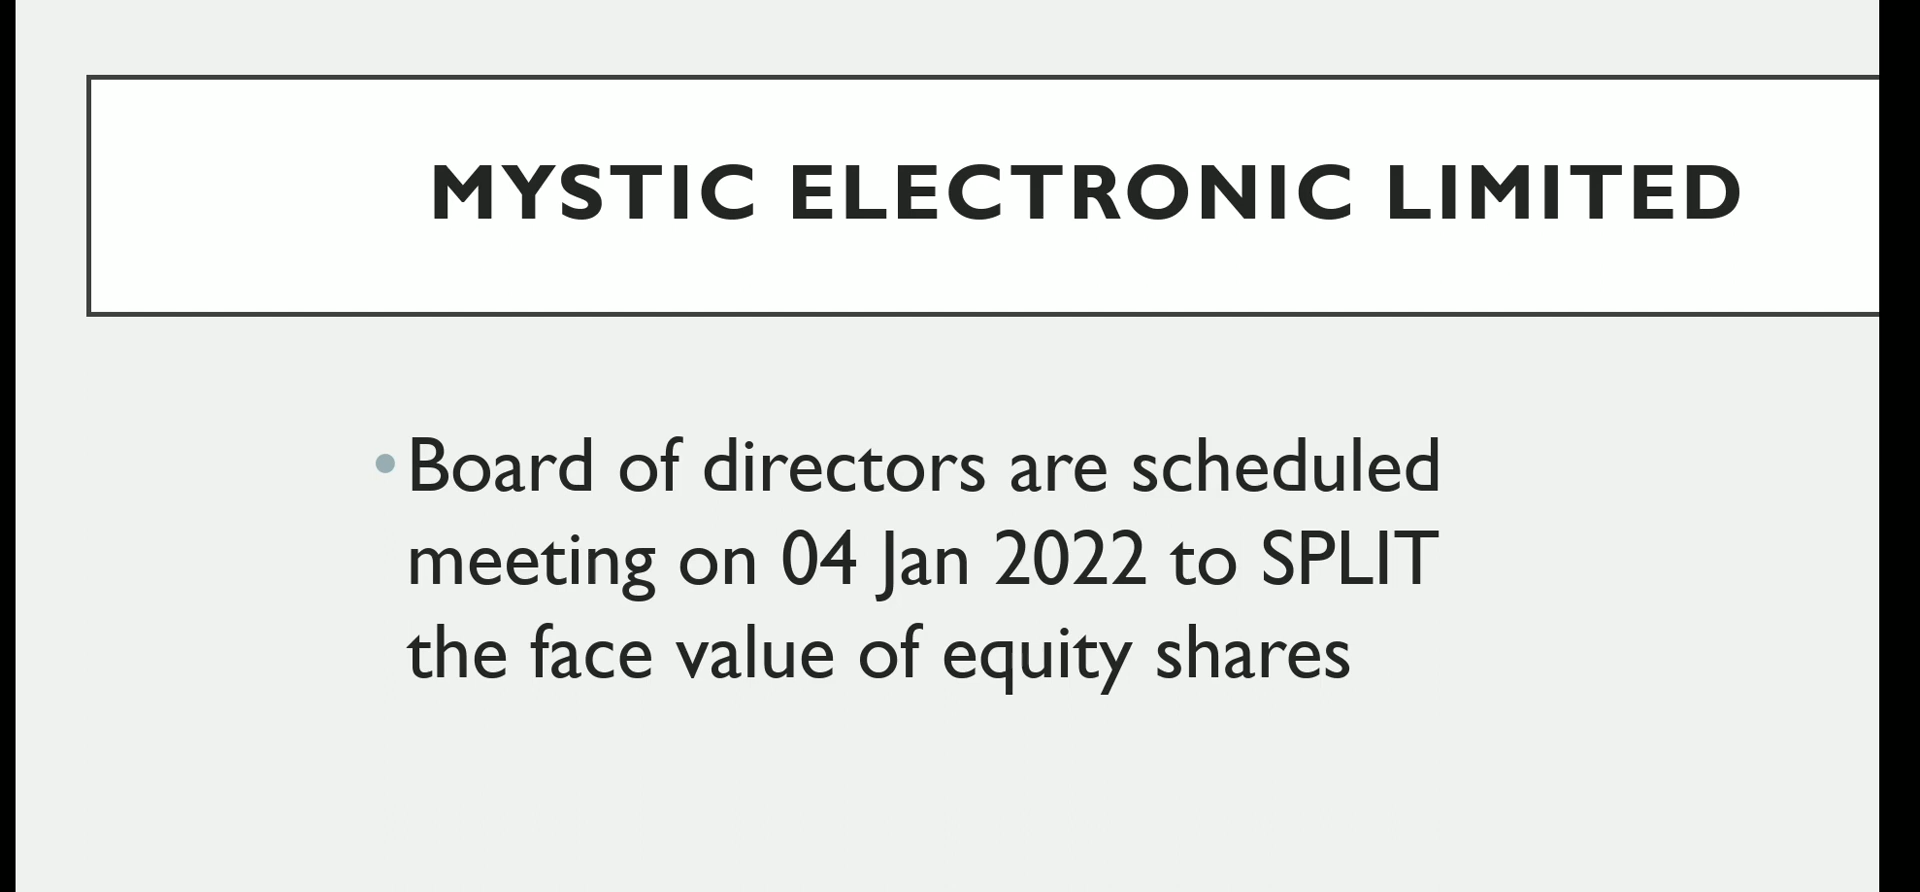 MYSTIC ELECTRONIC LIMITED
• Board of directors are scheduled
meeting on 04 Jan 2022 to SPLIT
the face value of equity shares